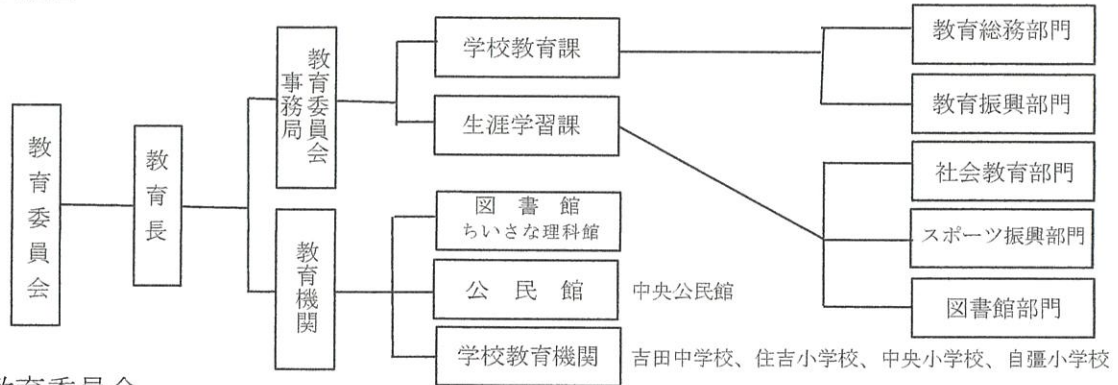 教育委員会
教育長
教育委員会
事務局
教育機関
学校教育課
生涯学習課
図書館
ちいさな理科館
公民館
中央公民館
学校教育機関
吉田中学校、住吉小学校、中央小学校、自彊小学校
教育総務部門
教育振興部門
社会教育部門
スポーツ振興部門
図書館部門